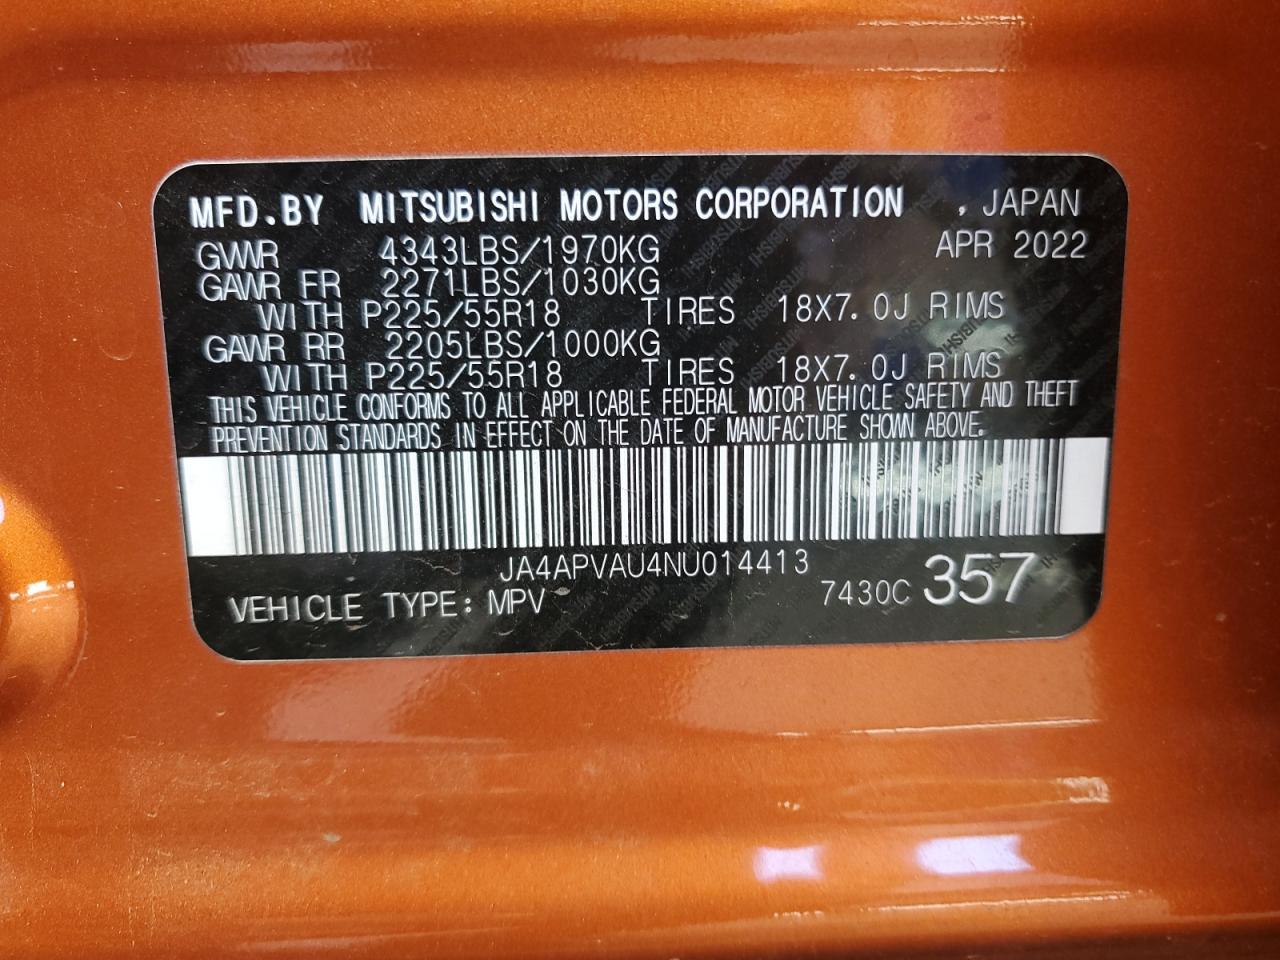 MFD.BY MITSUBISHI MOTORS CORPORATION , JAPAN
GVWR 4343LBS/1970KG APR 2022
GAWR FR 2271LBS/1030KG
WITH P225/55R18 TIRES 18X7.0J RIMS
GAWR RR 2205LBS/1000KG
WITH P225/55R18 TIRES 18X7.0J RIMS
THIS VEHICLE CONFORMS TO ALL APPLICABLE FEDERAL MOTOR VEHICLE SAFETY AND THEFT
PREVENTION STANDARDS IN EFFECT ON THE DATE OF MANUFACTURE SHOWN ABOVE.
JA4APVAU4NU014413
VEHICLE TYPE: MPV 7430C 357